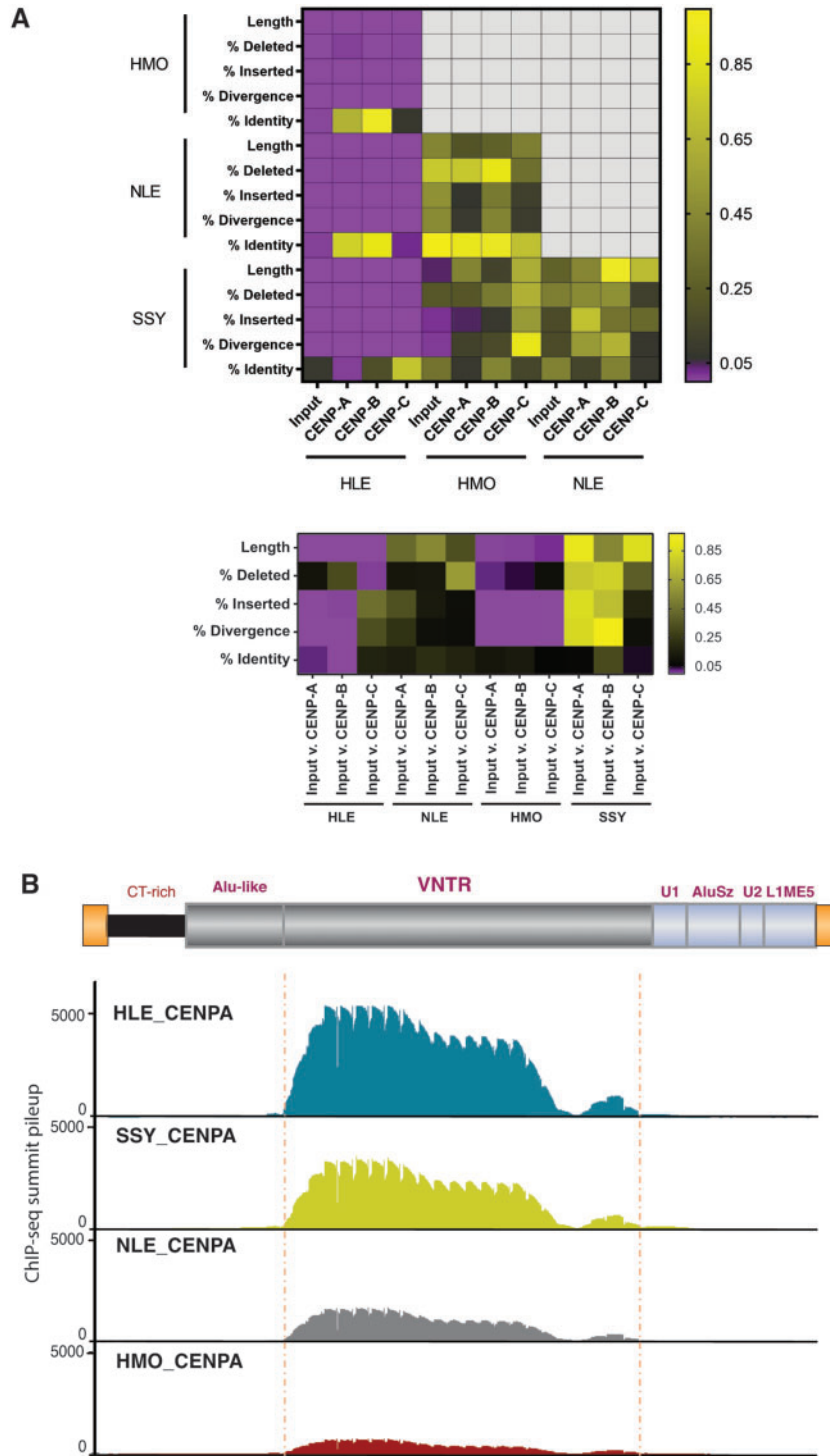 A
HMO
Length
% Deleted
% Inserted
% Divergence
% Identity
NLE
Length
% Deleted
% Inserted
% Divergence
% Identity
SSY
Length
% Deleted
% Inserted
% Divergence
% Identity
0.85
0.65
0.45
0.25
0.05
Input CENP-A CENP-B CENP-C Input CENP-A CENP-B CENP-C Input CENP-A CENP-B CENP-C
HLE HMO NLE
Length
% Deleted
% Inserted
% Divergence
% Identity
0.85
0.65
0.45
0.25
0.05
Input v. CENP-A
Input v. CENP-B
Input v. CENP-C
Input v. CENP-A
Input v. CENP-B
Input v. CENP-C
Input v. CENP-A
Input v. CENP-B
Input v. CENP-C
Input v. CENP-A
Input v. CENP-B
Input v. CENP-C
HLE NLE HMO SSY
B
CT-rich Alu-like VNTR U1 AluSz U2 L1ME5
ChIP-seq summit pileup
5000
HLE_CENPA
0
5000
SSY_CENPA
0
5000
NLE_CENPA
0
5000
HMO_CENPA
0